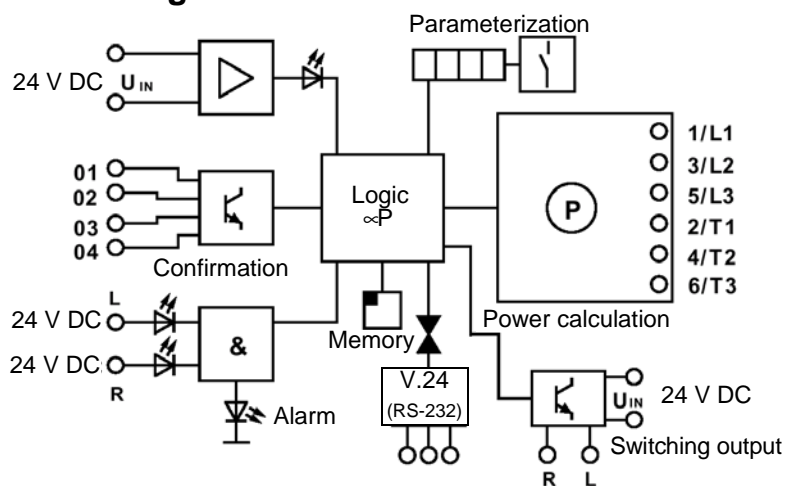 Parameterization
24 V DC
U IN
1/L1
3/L2
5/L3
2/T1
4/T2
6/T3
P
01
02
03
04
Logic
∝P
Confirmation
L
24 V DC
24 V DC
R
&
Alarm
Memory
Power calculation
V.24
(RS-232)
U IN
24 V DC
Switching output
R L